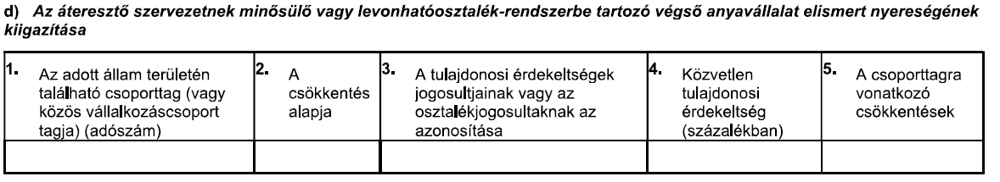 d) Az áteresztő szervezetnek minősülő vagy levonhatóosztalék-rendszerbe tartozó végső anyavállalat elismert nyereségének
kiigazítása
1. Az adott állam területén
található csoporttag (vagy
közös vállalkozáscsoport
tagja) (adószám)
2. A
csökkentés
alapja
3. A tulajdonosi érdekeltségek
jogosultjainak vagy az
osztalékjogosultaknak az
azonosítása
4. Közvetlen
tulajdonosi
érdekeltség
(százalékban)
5. A csoporttagra
vonatkozó
csökkentések